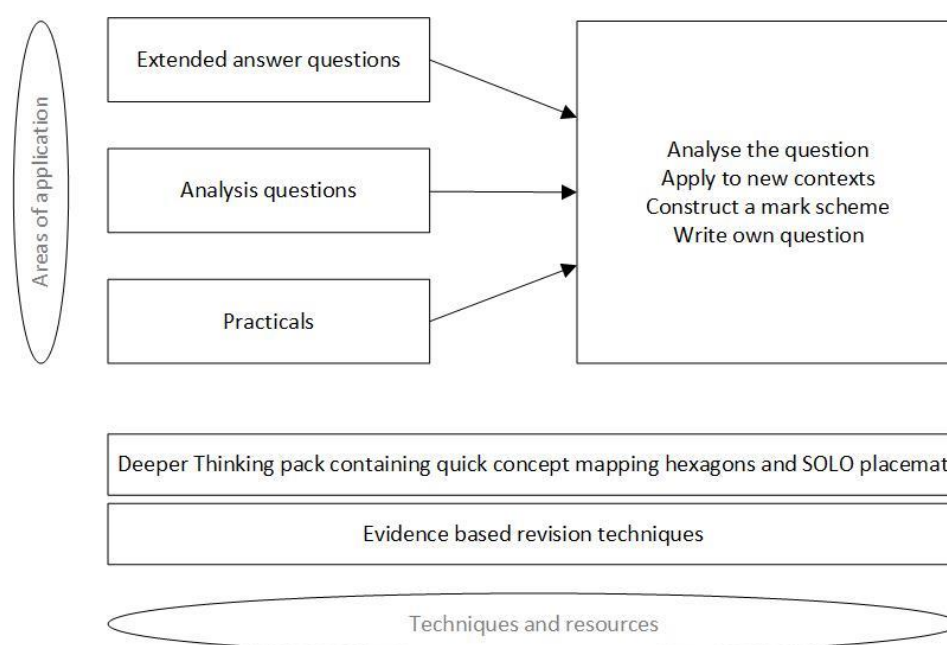 Areas of application
Extended answer questions
Analysis questions
Practicals
Analyse the question
Apply to new contexts
Construct a mark scheme
Write own question
Deeper Thinking pack containing quick concept mapping hexagons and SOLO placemat
Evidence based revision techniques
Techniques and resources